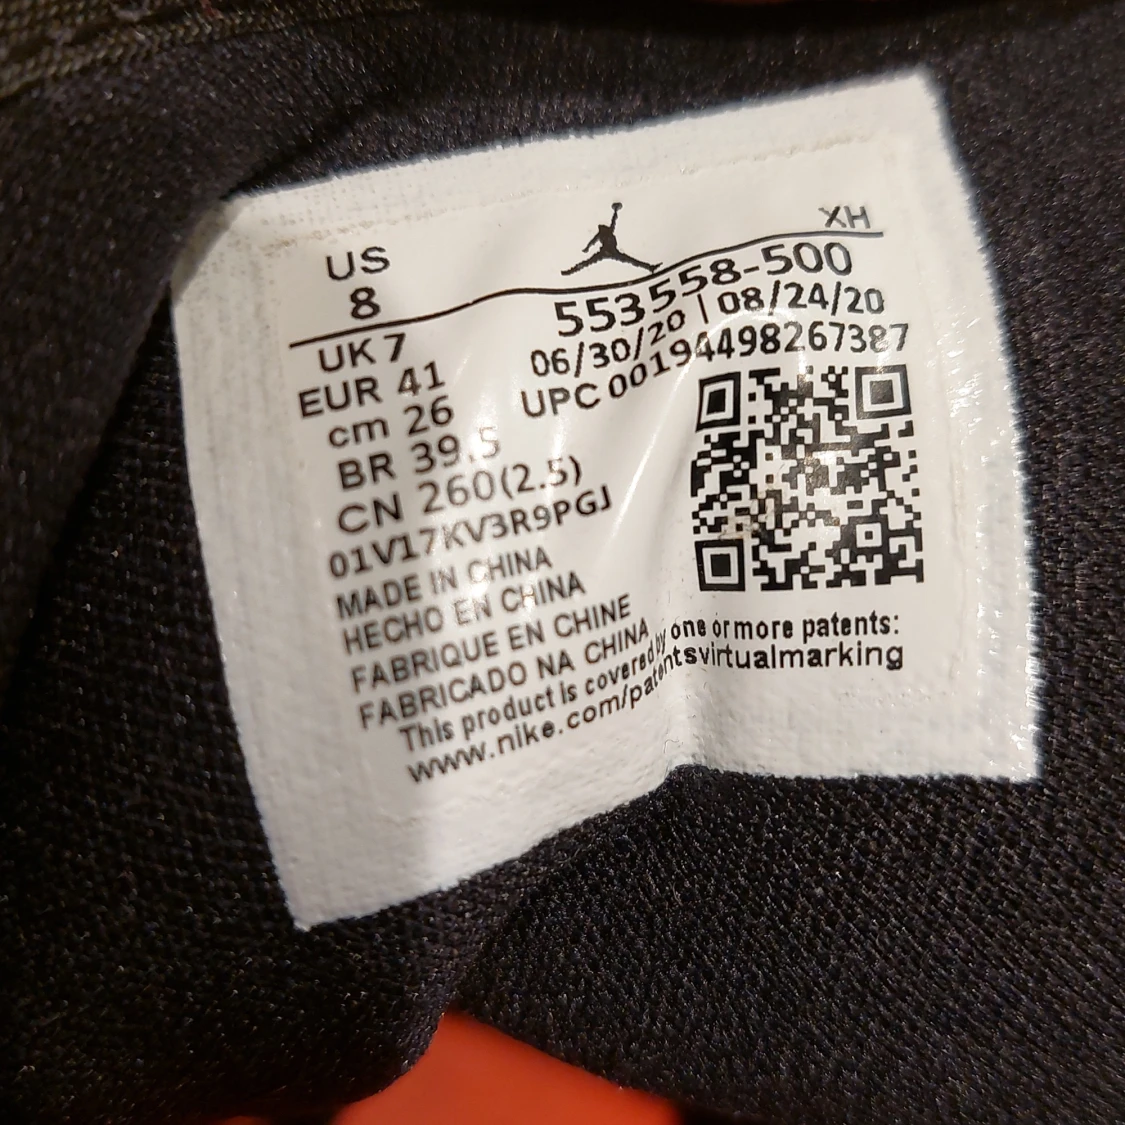 XH
US
8
553558-500
06/30/20 | 08/24/20
UPC 00194498267387
UK 7
EUR 41
cm 26
BR 39.5
CN 260(2.5)
01V17KV3R9PGJ
MADE IN CHINA
HECHO EN CHINA
FABRIQUE EN CHINE
FABRICADO NA CHINA
This product is covered by one or more patents:
www.nike.com/patentsvirtualmarking